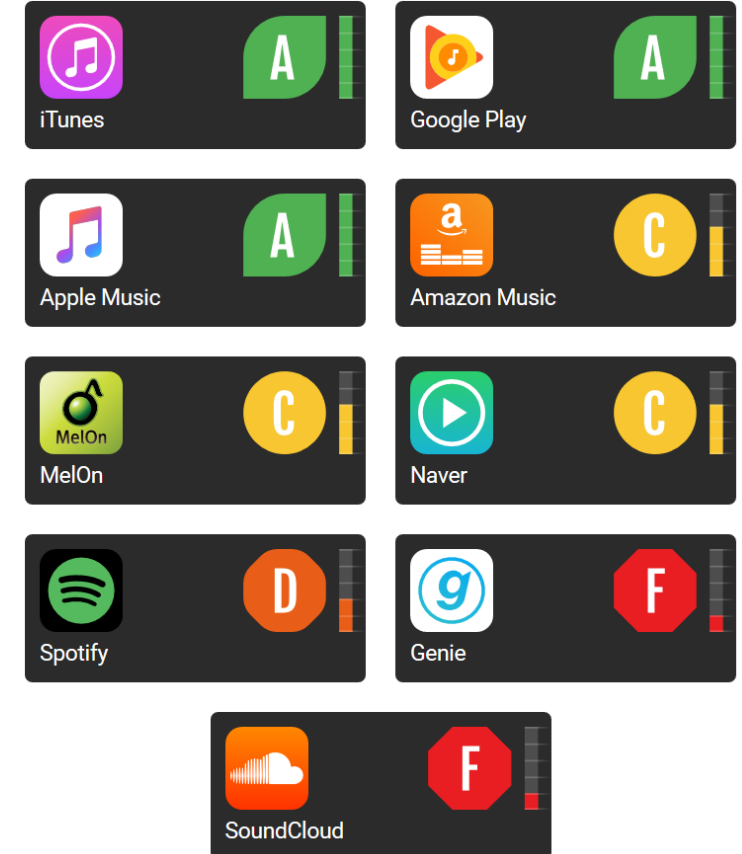 A
iTunes
A
Google Play
A
Apple Music
a
C
Amazon Music
MelOn
C
MelOn
C
Naver
D
Spotify
g
F
Genie
F
SoundCloud